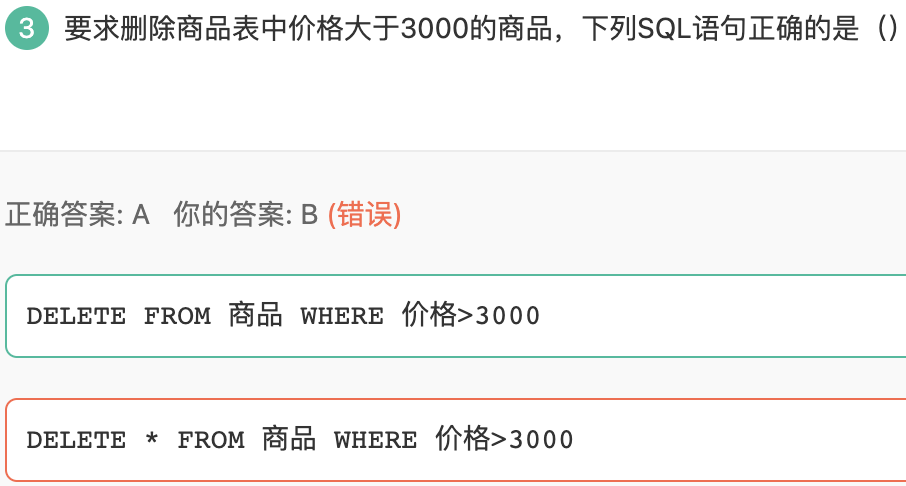 3 要求删除商品表中价格大于3000的商品，下列SQL语句正确的是（）
正确答案: A 你的答案: B (错误)
DELETE FROM 商品 WHERE 价格>3000
DELETE * FROM 商品 WHERE 价格>3000